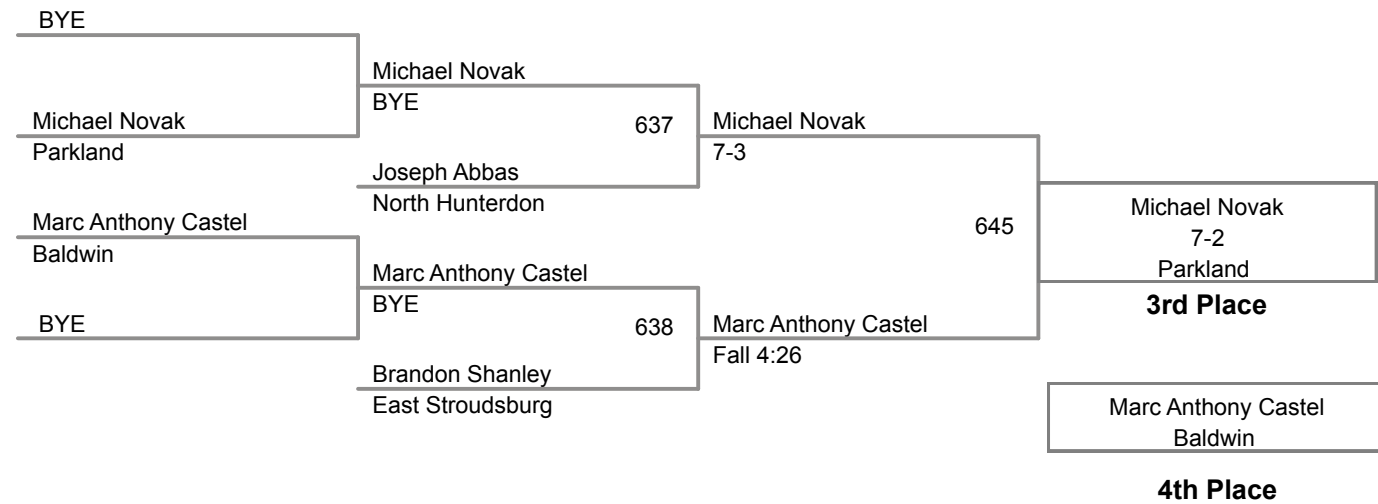 BYE
Michael Novak
BYE
Michael Novak
Parkland
637
Michael Novak
7-3
Joseph Abbas
North Hunterdon
Marc Anthony Castel
Baldwin
645
Michael Novak
7-2
Parkland
3rd Place
Marc Anthony Castel
BYE
BYE
638
Marc Anthony Castel
Fall 4:26
Brandon Shanley
East Stroudsburg
Marc Anthony Castel
Baldwin
4th Place